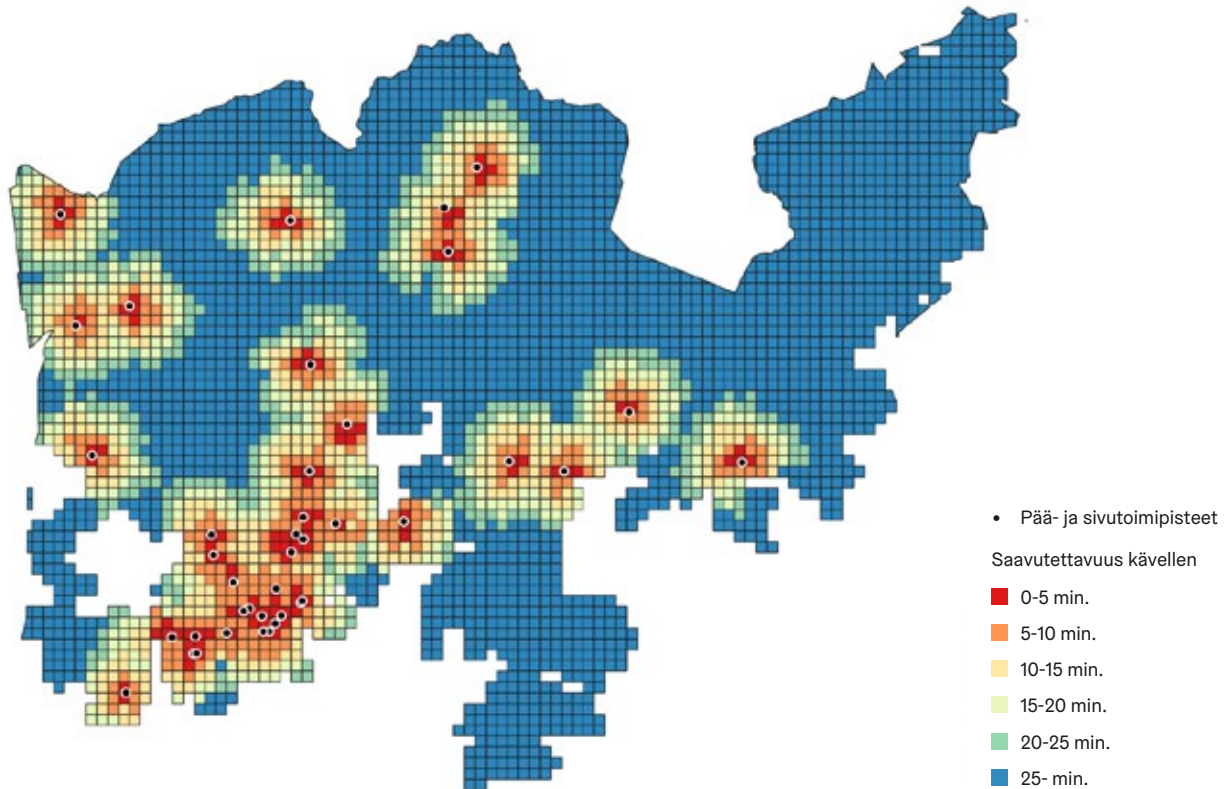 • Pää- ja sivutoimipisteet
Saavutettavuus kävellen
0-5 min.
5-10 min.
10-15 min.
15-20 min.
20-25 min.
25- min.